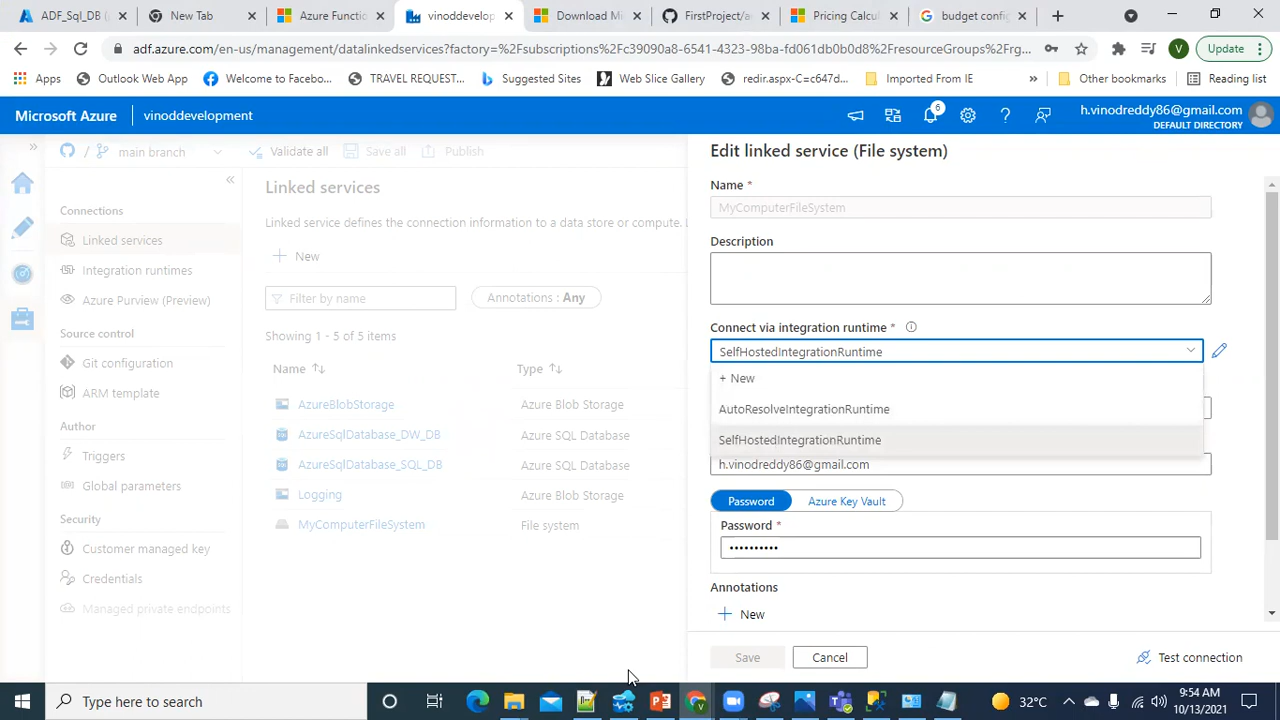 ADF_Sql_DB (
New Tab
Azure Functi
vinoddevelop
Download Mi
FirstProject/a
Pricing Calcu
budget config
adf.azure.com/en-us/management/datalinkedservices?factory=%2Fsubscriptions%2Fc39090a8-6541-4323-98ba-fd061db0b0d8%2FresourceGroups%2Frg...
V
Update
Apps
Outlook Web App
Welcome to Facebo...
TRAVEL REQUEST...
Suggested Sites
Web Slice Gallery
redir.aspx-C=c647d...
Imported From IE
»
Other bookmarks
Reading list
Microsoft Azure
vinoddevelopment
6
h.vinodreddy86@gmail.com
DEFAULT DIRECTORY
main branch
Validate all
Save all
Publish
Connections
Linked services
Integration runtimes
Azure Purview (Preview)
Source control
Git configuration
ARM template
Author
Triggers
Global parameters
Security
Customer managed key
Credentials
Managed private endpoints
Linked services
Linked service defines the connection information to a data store or compute.
New
Filter by name
Annotations : Any
Showing 1 - 5 of 5 items
Name
Type
AzureBlobStorage
Azure Blob Storage
AzureSqlDatabase_DW_DB
Azure SQL Database
AzureSqlDatabase_SQL_DB
Azure SQL Database
Logging
Azure Blob Storage
MyComputerFileSystem
File system
Edit linked service (File system)
Name *
MyComputerFileSystem
Description
Connect via integration runtime *
SelfHostedIntegrationRuntime
+ New
AutoResolveIntegrationRuntime
SelfHostedIntegrationRuntime
h.vinodreddy86@gmail.com
Password
Azure Key Vault
Password *
••••••••••
Annotations
New
Save
Cancel
Test connection
Type here to search
32°C
9:54 AM
10/13/2021